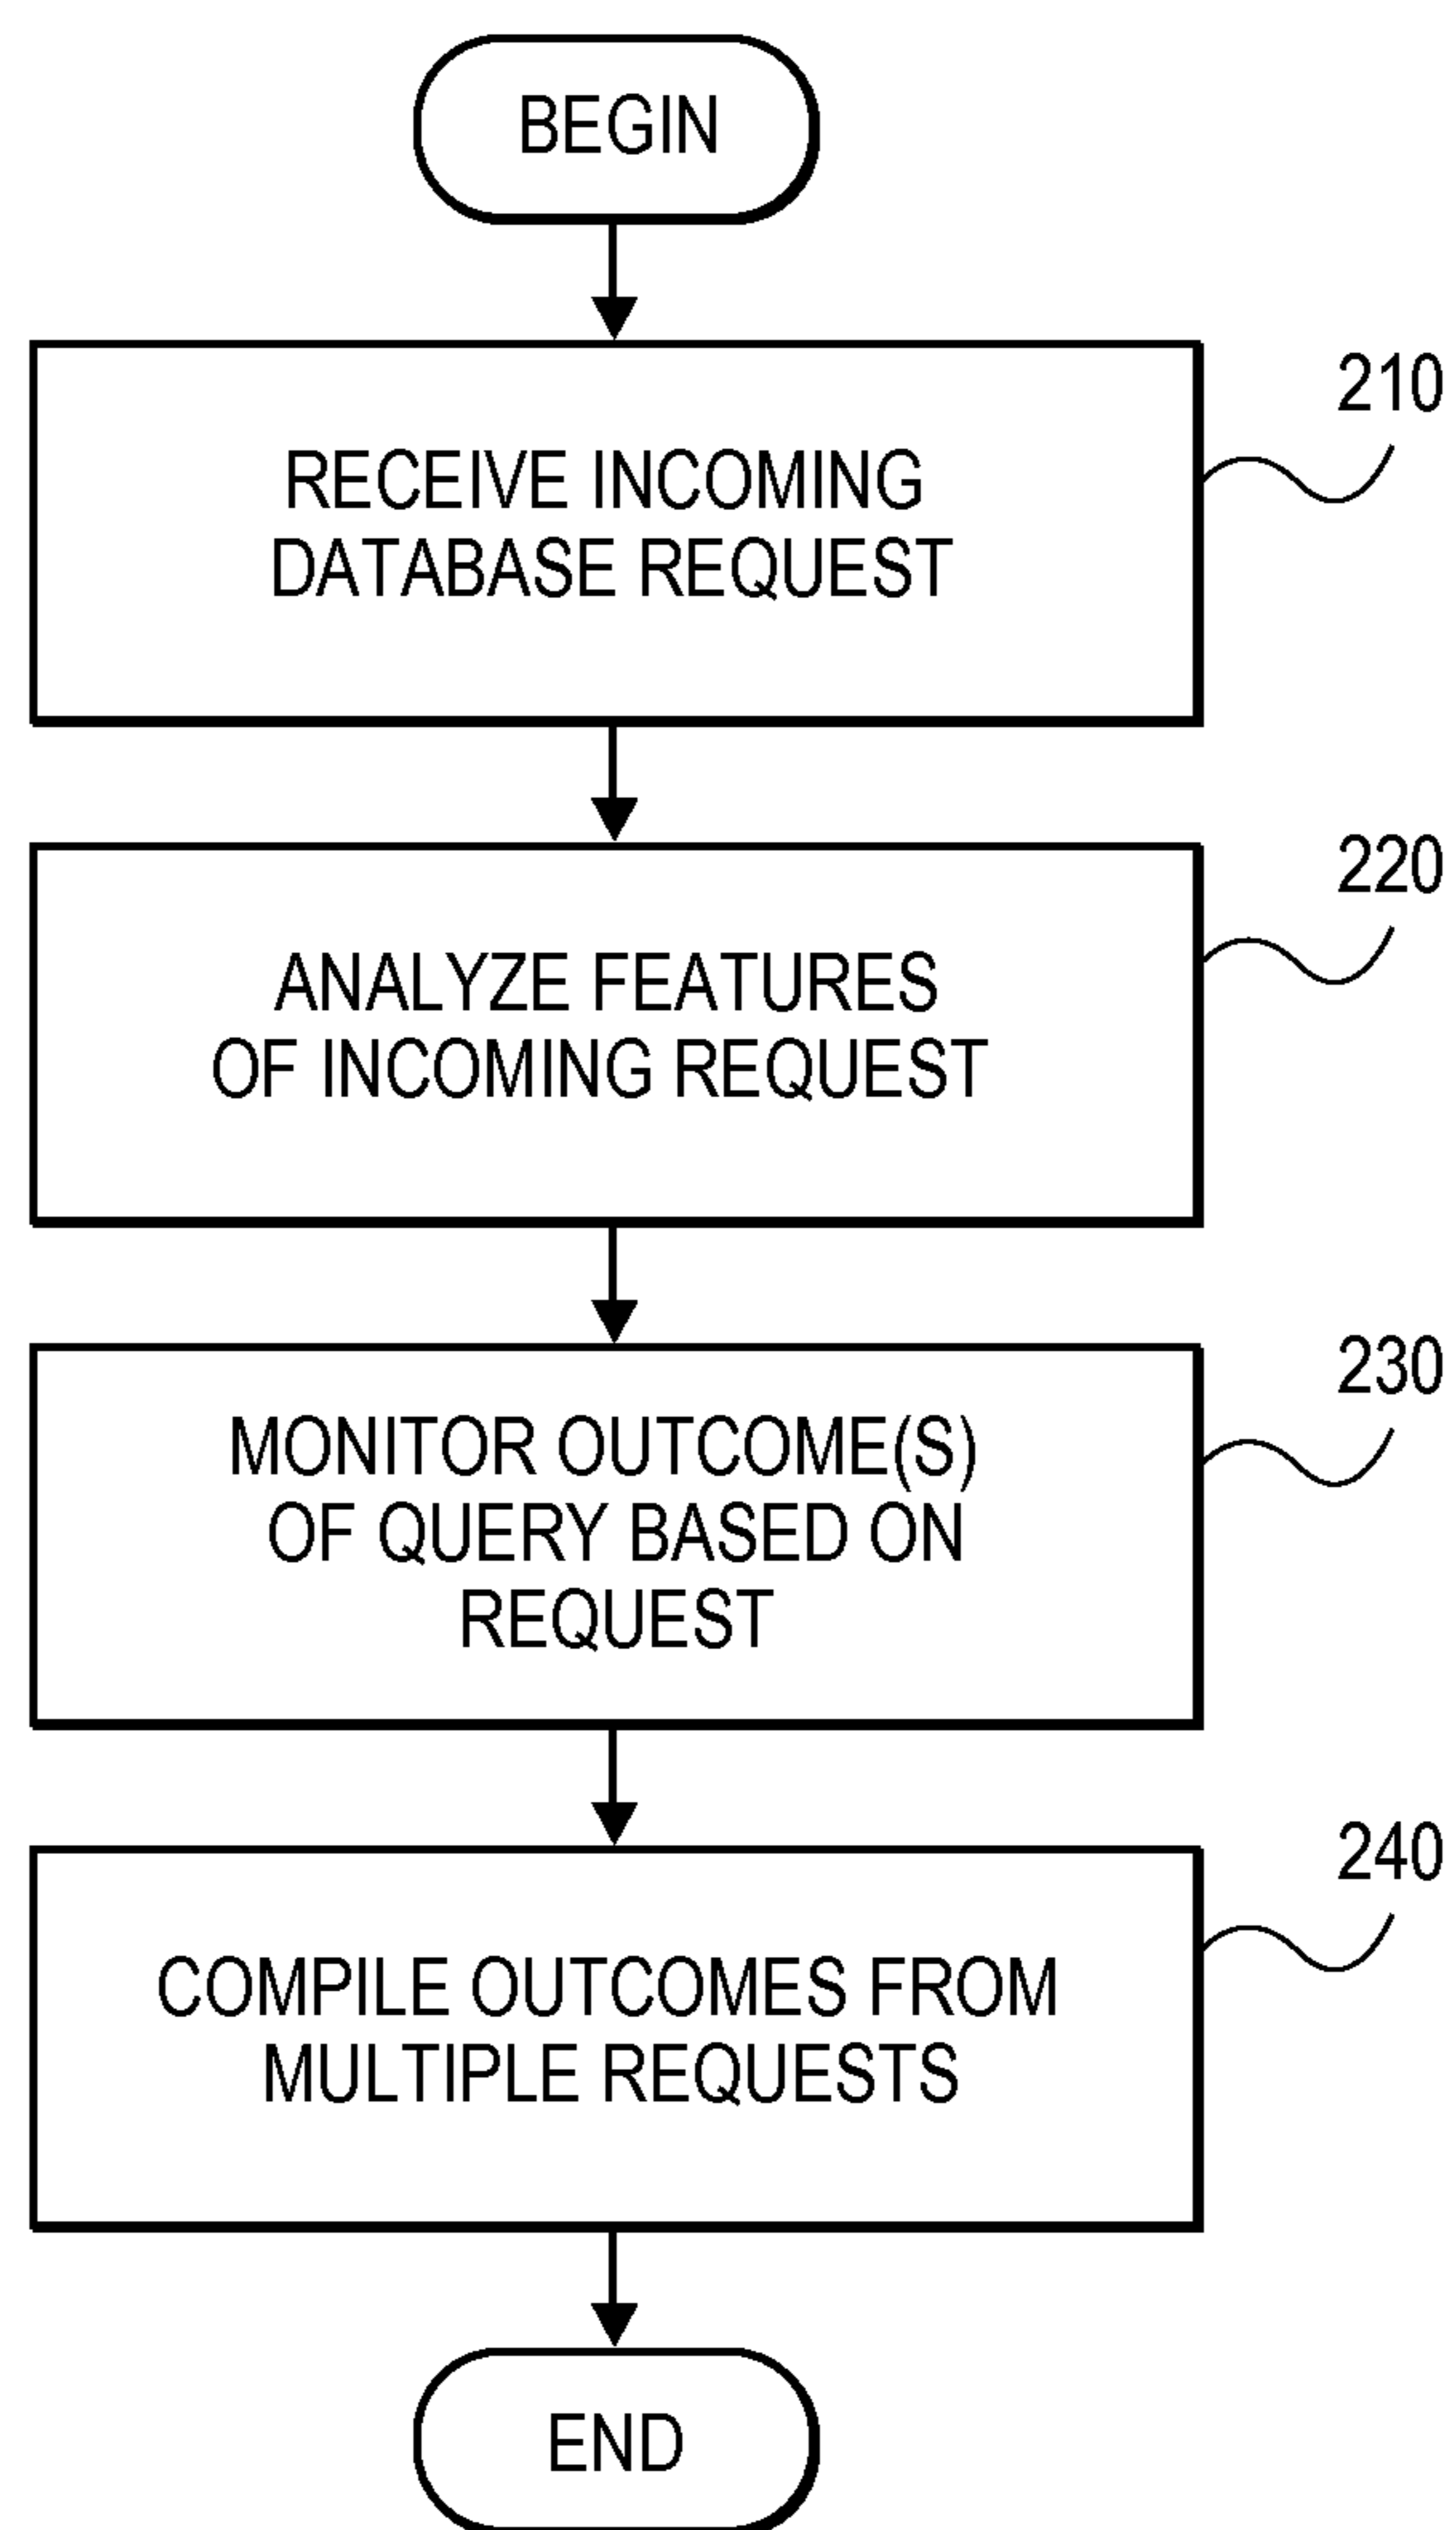 BEGIN
RECEIVE INCOMING
DATABASE REQUEST
210
ANALYZE FEATURES
OF INCOMING REQUEST
220
MONITOR OUTCOME(S)
OF QUERY BASED ON
REQUEST
230
COMPILE OUTCOMES FROM
MULTIPLE REQUESTS
240
END